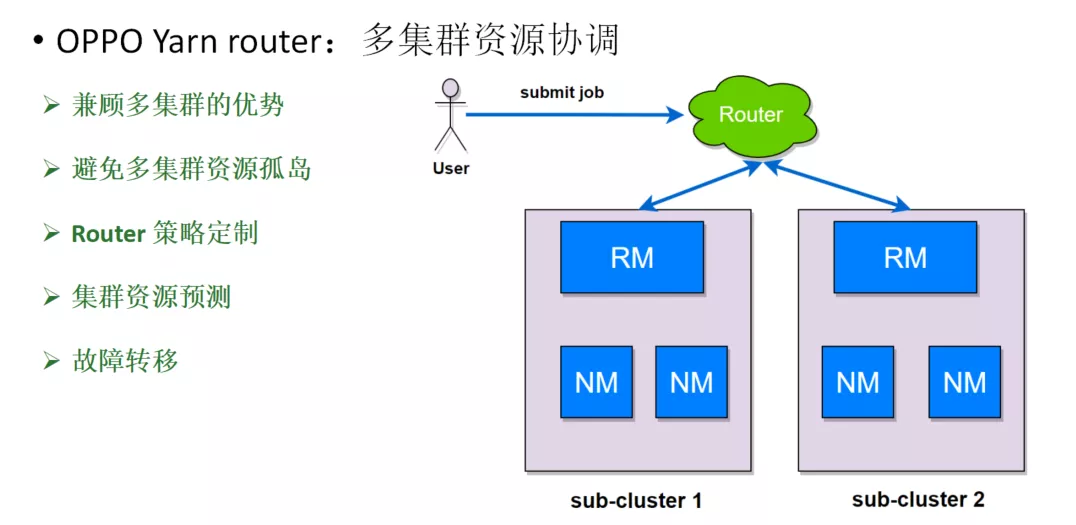 • OPPO Yarn router：多集群资源协调
➢ 兼顾多集群的优势
➢ 避免多集群资源孤岛
➢ Router 策略定制
➢ 集群资源预测
➢ 故障转移
submit job
Router
User
RM
RM
NM
NM
NM
NM
sub-cluster 1
sub-cluster 2